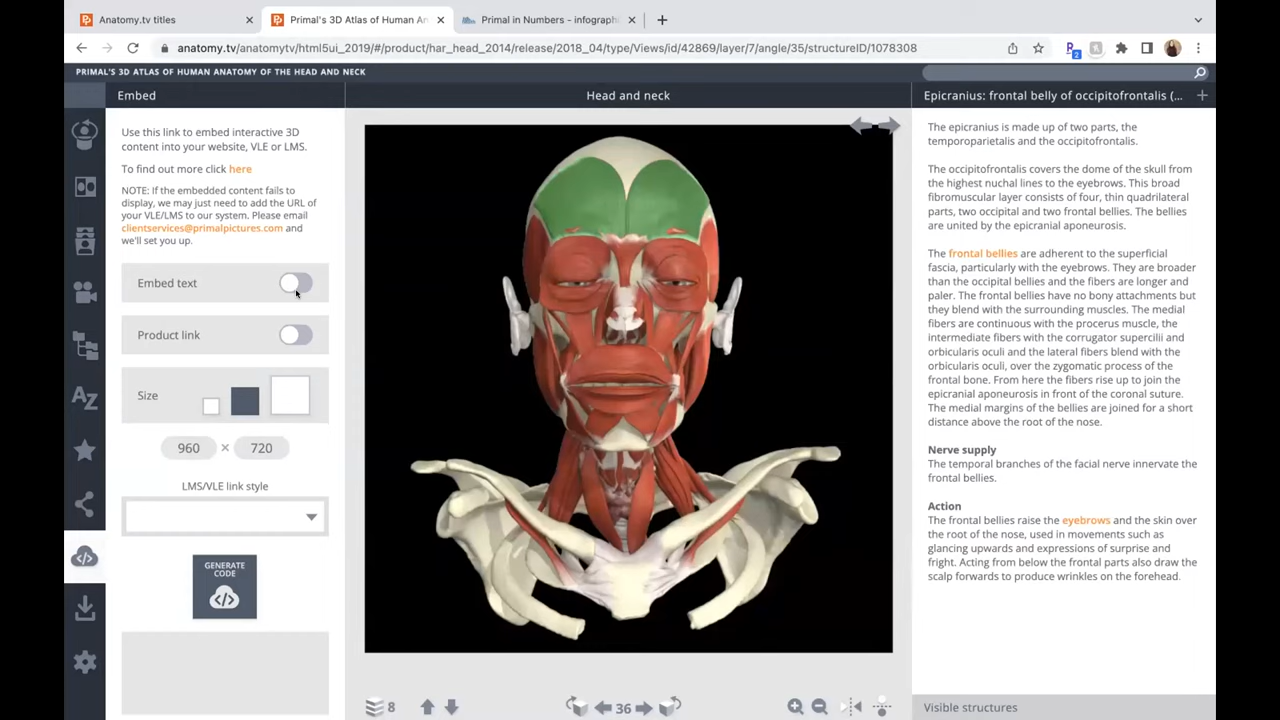 Anatomy.tv titles
Primal's 3D Atlas of Human An
Primal in Numbers - infograph
anatomy.tv/anatomytv/html5ui_2019/#/product/har_head_2014/release/2018_04/type/Views/id/42869/layer/7/angle/35/structureID/1078308
2
PRIMAL'S 3D ATLAS OF HUMAN ANATOMY OF THE HEAD AND NECK
Embed
Use this link to embed interactive 3D
content into your website, VLE or LMS.
To find out more click here
NOTE: If the embedded content fails to
display, we may just need to add the URL of
your VLE/LMS to our system. Please email
clientservices@primalpictures.com and
we'll set you up.
Embed text
Product link
Size
960 × 720
LMS/VLE link style
GENERATE
CODE
AZ
Head and neck
8
36
Epicranius: frontal belly of occipitofrontalis (...
The epicranius is made up of two parts, the
temporoparietalis and the occipitofrontalis.
The occipitofrontalis covers the dome of the skull from
the highest nuchal lines to the eyebrows. This broad
fibromuscular layer consists of four, thin quadrilateral
parts, two occipital and two frontal bellies. The bellies
are united by the epicranial aponeurosis.
The frontal bellies are adherent to the superficial
fascia, particularly with the eyebrows. They are broader
than the occipital bellies and the fibers are longer and
paler. The frontal bellies have no bony attachments but
they blend with the surrounding muscles. The medial
fibers are continuous with the procerus muscle, the
intermediate fibers with the corrugator supercilii and
orbicularis oculi and the lateral fibers blend with the
orbicularis oculi, over the zygomatic process of the
frontal bone. From here the fibers rise up to join the
epicranial aponeurosis in front of the coronal suture.
The medial margins of the bellies are joined for a short
distance above the root of the nose.
Nerve supply
The temporal branches of the facial nerve innervate the
frontal bellies.
Action
The frontal bellies raise the eyebrows and the skin over
the root of the nose, used in movements such as
glancing upwards and expressions of surprise and
fright. Acting from below the frontal parts also draw the
scalp forwards to produce wrinkles on the forehead.
Visible structures